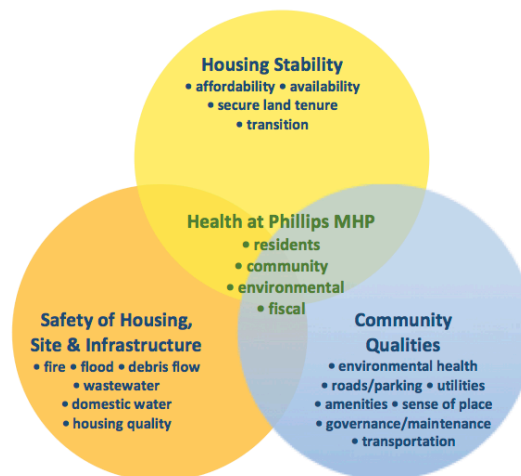 Housing Stability
• affordability • availability
• secure land tenure
• transition
Health at Phillips MHP
• residents
• community
• environmental
• fiscal
Safety of Housing,
Site & Infrastructure
• fire • flood • debris flow
• wastewater
• domestic water
• housing quality
Community
Qualities
• environmental health
• roads/parking • utilities
• amenities • sense of place
• governance/maintenance
• transportation